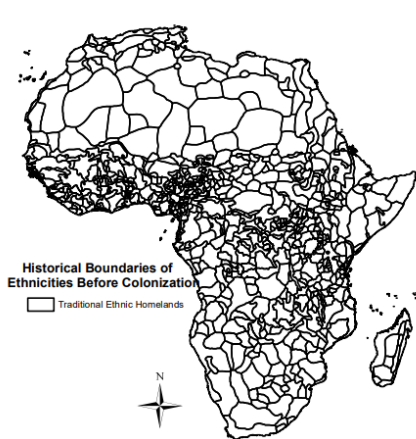 Historical Boundaries of
Ethnicities Before Colonization
Traditional Ethnic Homelands
N